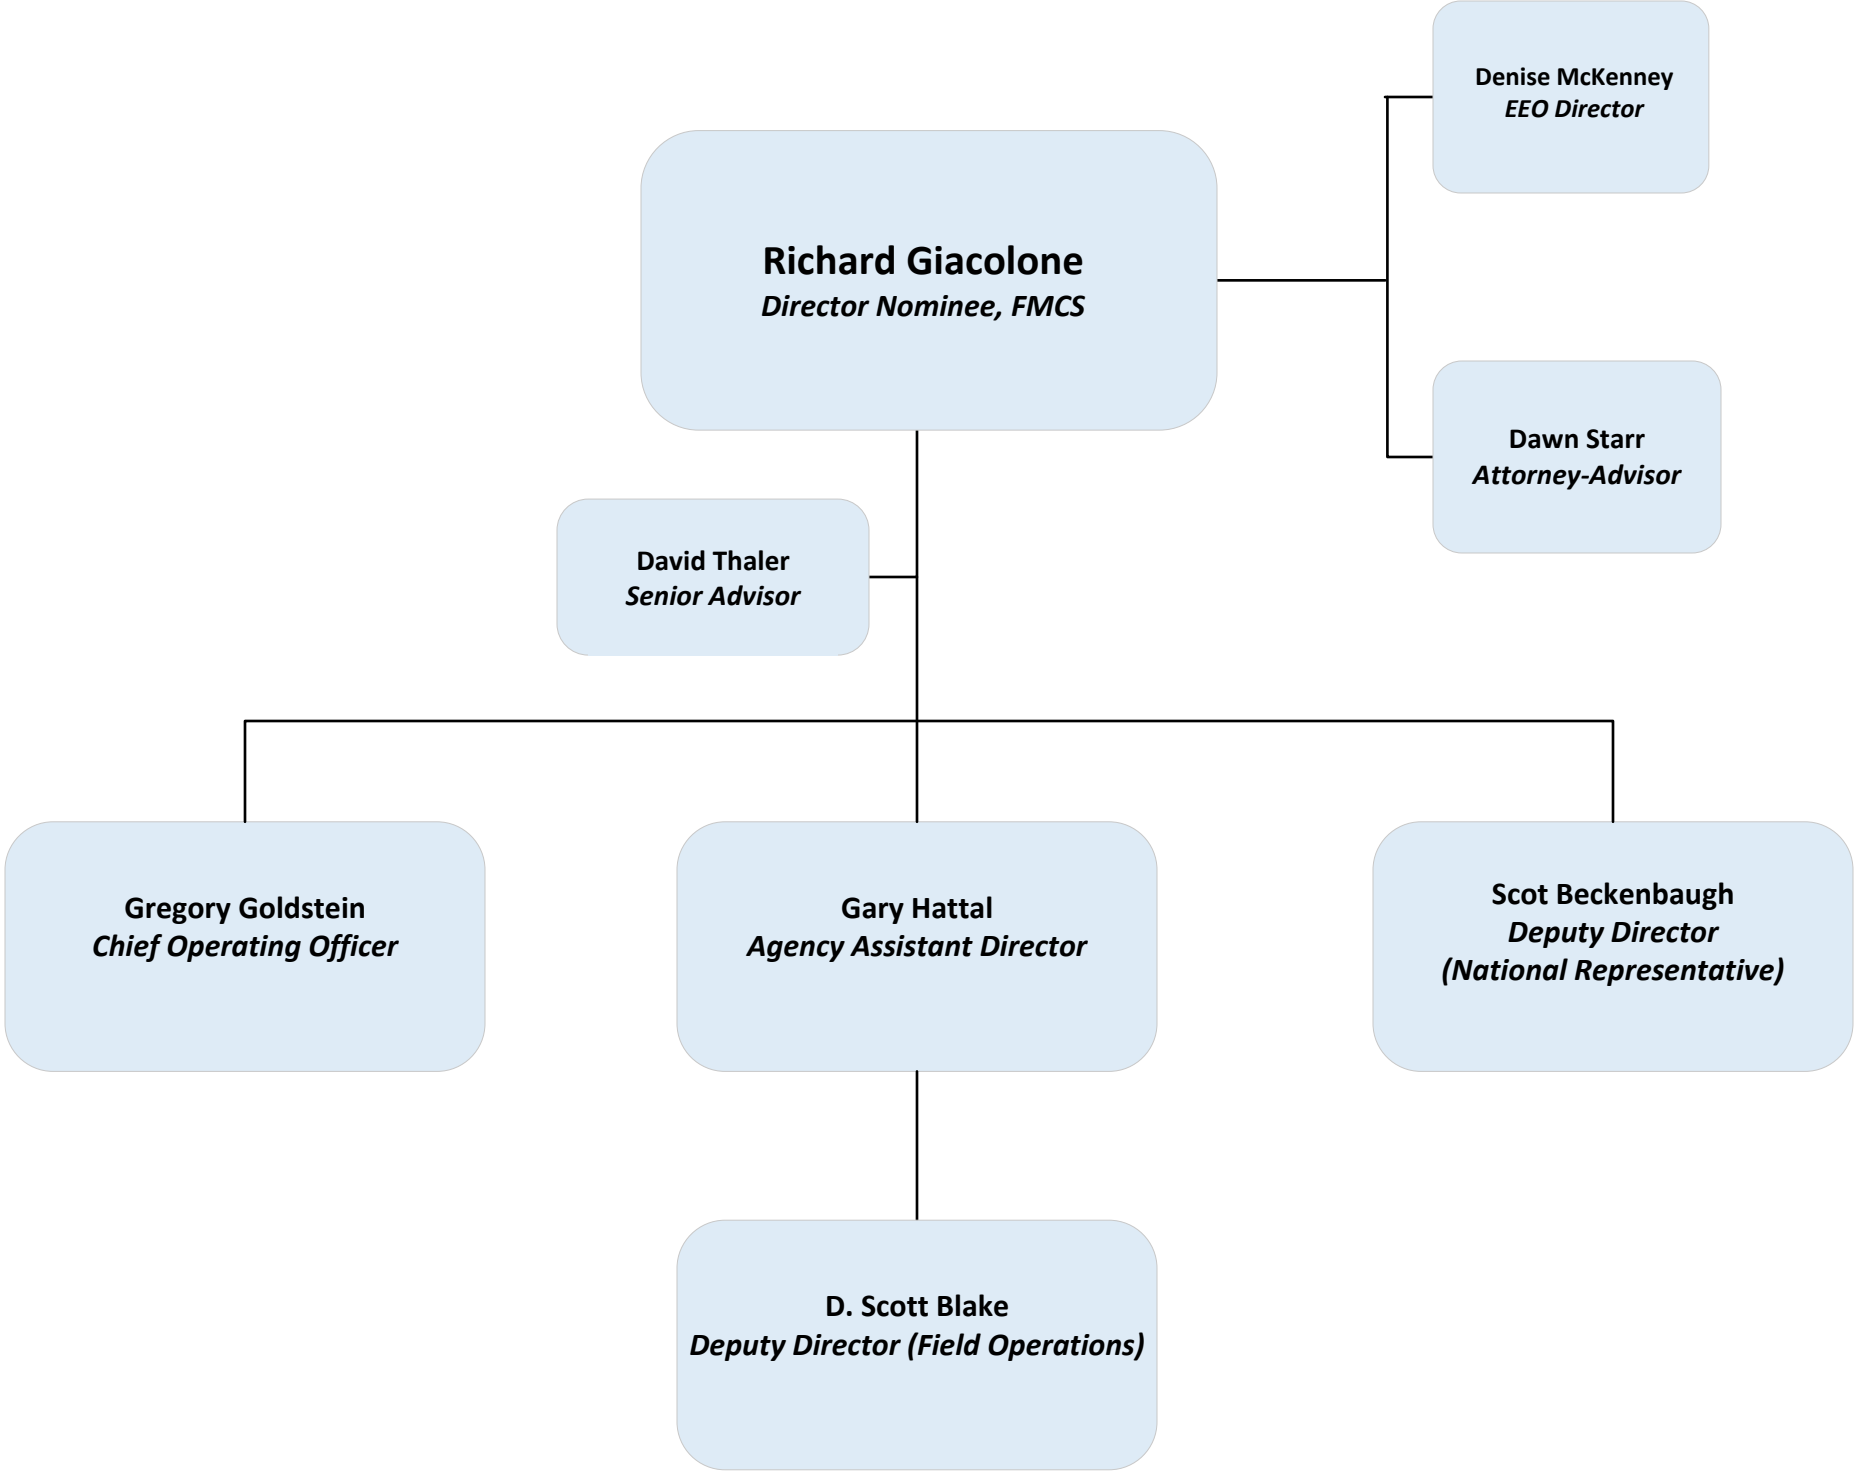 Denise McKenney
EEO Director
Richard Giacolone
Director Nominee, FMCS
Dawn Starr
Attorney-Advisor
David Thaler
Senior Advisor
Gregory Goldstein
Chief Operating Officer
Gary Hattal
Agency Assistant Director
Scot Beckenbaugh
Deputy Director
(National Representative)
D. Scott Blake
Deputy Director (Field Operations)